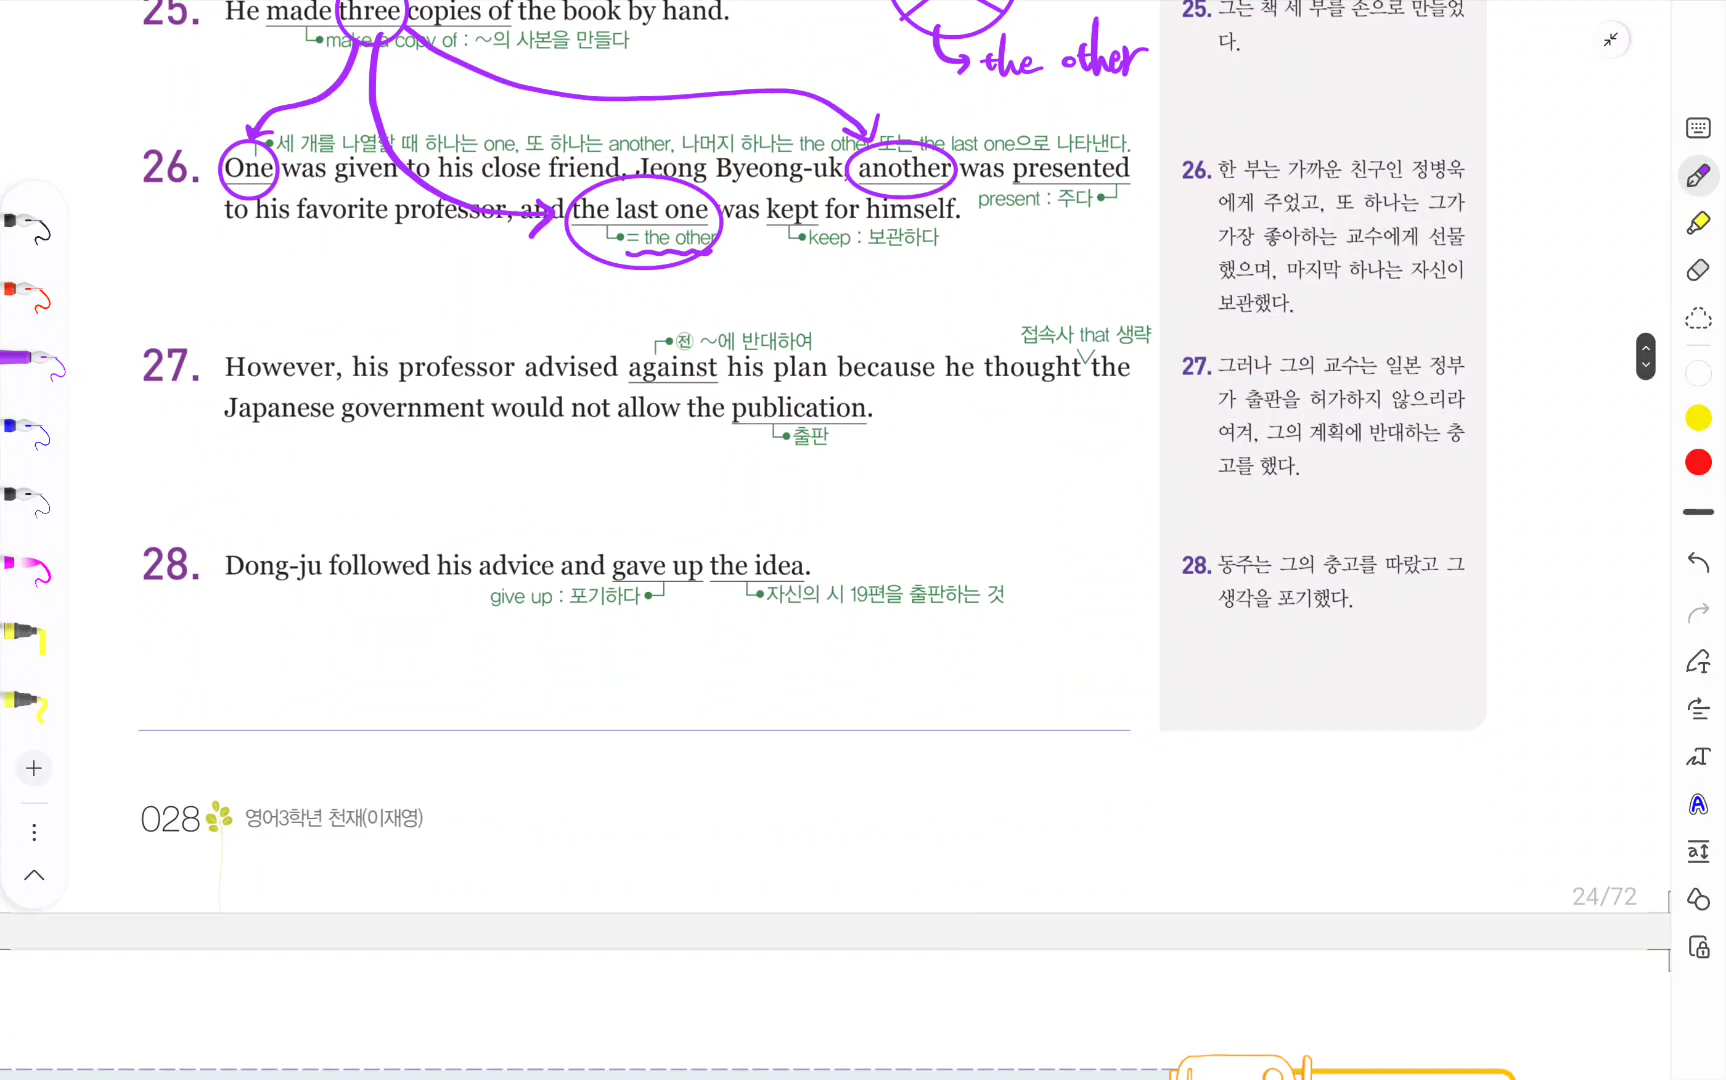 25. He made three copies of the book by hand.
make a copy of : ~의 사본을 만들다
the other
세 개를 나열할 때 하나는 one, 또 하나는 another, 나머지 하나는 the other 또는 the last one으로 나타낸다.
26. One was given to his close friend, Jeong Byeong-uk, another was presented
present : 주다
to his favorite professor, and the last one was kept for himself.
= the other
keep : 보관하다
전 ~에 반대하여
접속사 that 생략
27. However, his professor advised against his plan because he thought the
Japanese government would not allow the publication.
출판
28. Dong-ju followed his advice and gave up the idea.
give up : 포기하다
자신의 시 19편을 출판하는 것
25. 그는 책 세 부를 손으로 만들었
다.
26. 한 부는 가까운 친구인 정병욱
에게 주었고, 또 하나는 그가
가장 좋아하는 교수에게 선물
했으며, 마지막 하나는 자신이
보관했다.
27. 그러나 그의 교수는 일본 정부
가 출판을 허가하지 않으리라
여겨, 그의 계획에 반대하는 충
고를 했다.
28. 동주는 그의 충고를 따랐고 그
생각을 포기했다.
028 영어3학년 천재(이재영)
24/72